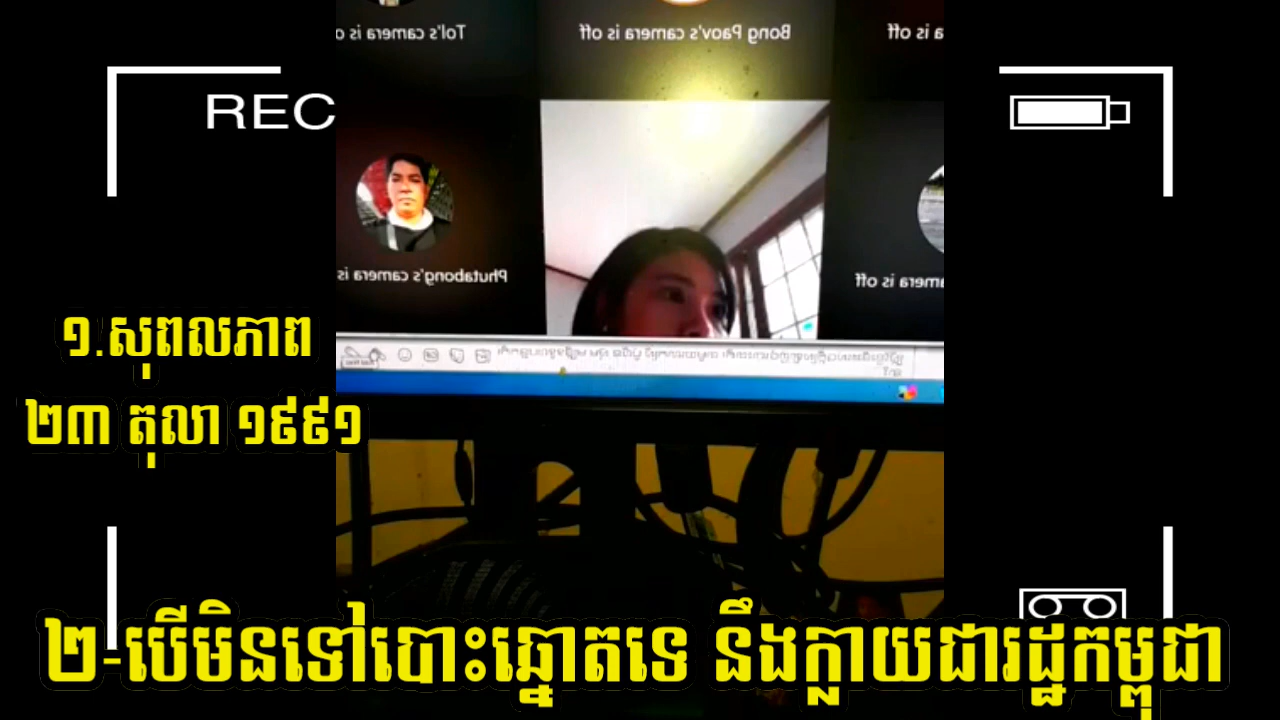 Tol's camera is o
Bong Paov's camera is off
a is off
REC
Phutabong's camera is
amera is off
១.សុពលភាព
២៣ តុលា ១៩៩១
២-បើមិនទៅបោះឆ្នោតទេ នឹងក្លាយជារដ្ឋកម្ពុជា